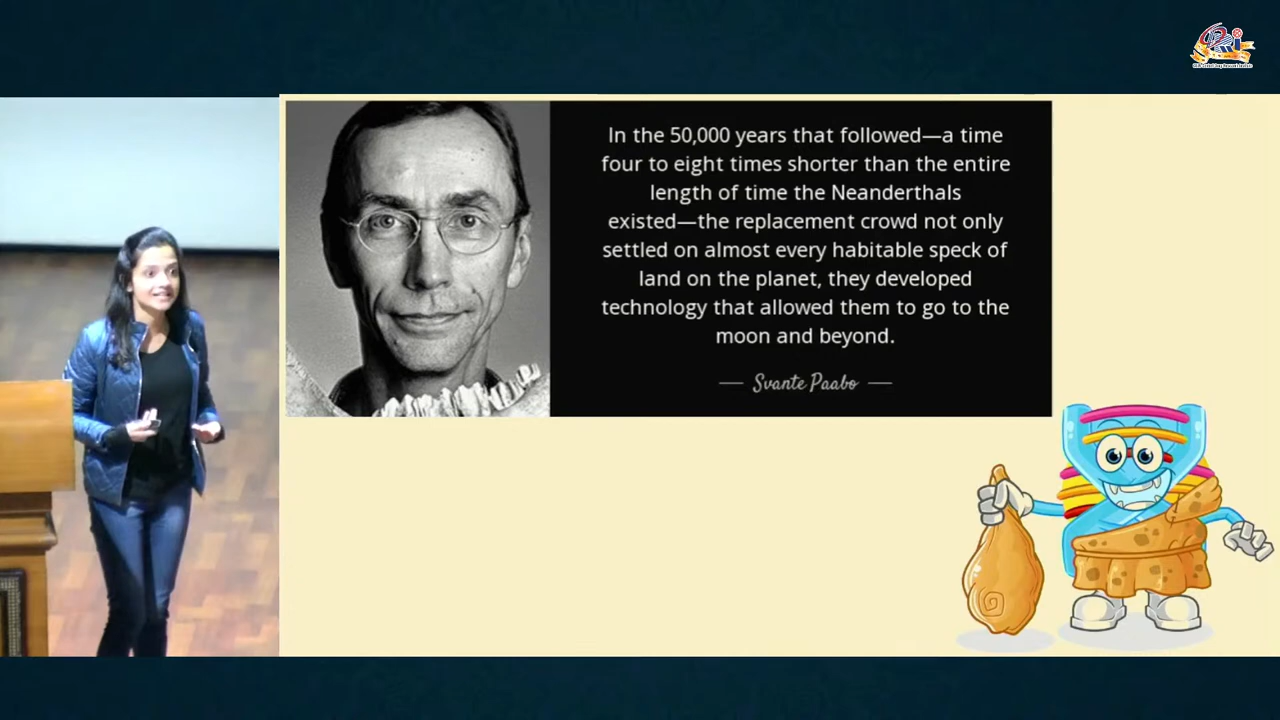 In the 50,000 years that followed—a time
four to eight times shorter than the entire
length of time the Neanderthals
existed—the replacement crowd not only
settled on almost every habitable speck of
land on the planet, they developed
technology that allowed them to go to the
moon and beyond.
— Svante Paabo —